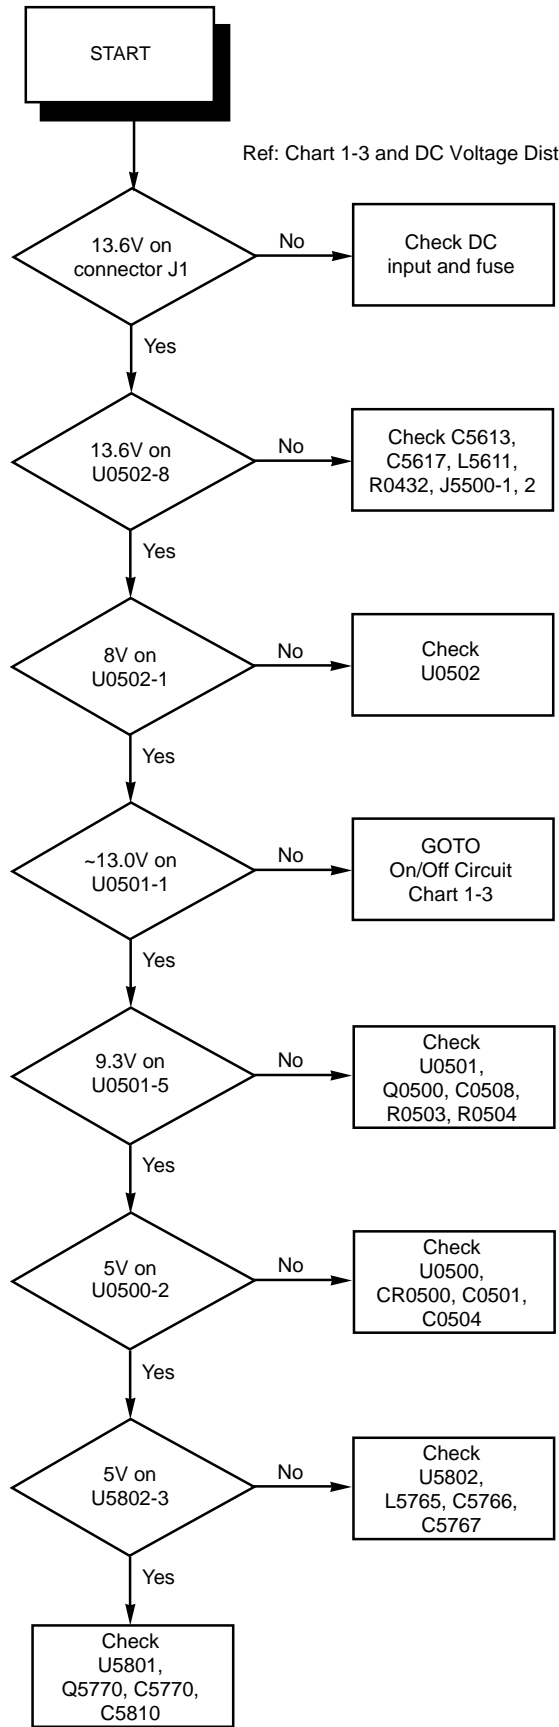 START
Ref: Chart 1-3 and DC Voltage Dist
13.6V on
connector J1
No
Check DC
input and fuse
Yes
13.6V on
U0502-8
No
Check C5613,
C5617, L5611,
R0432, J5500-1, 2
Yes
8V on
U0502-1
No
Check
U0502
Yes
~13.0V on
U0501-1
No
GOTO
On/Off Circuit
Chart 1-3
Yes
9.3V on
U0501-5
No
Check
U0501,
Q0500, C0508,
R0503, R0504
Yes
5V on
U0500-2
No
Check
U0500,
CR0500, C0501,
C0504
Yes
5V on
U5802-3
No
Check
U5802,
L5765, C5766,
C5767
Yes
Check
U5801,
Q5770, C5770,
C5810